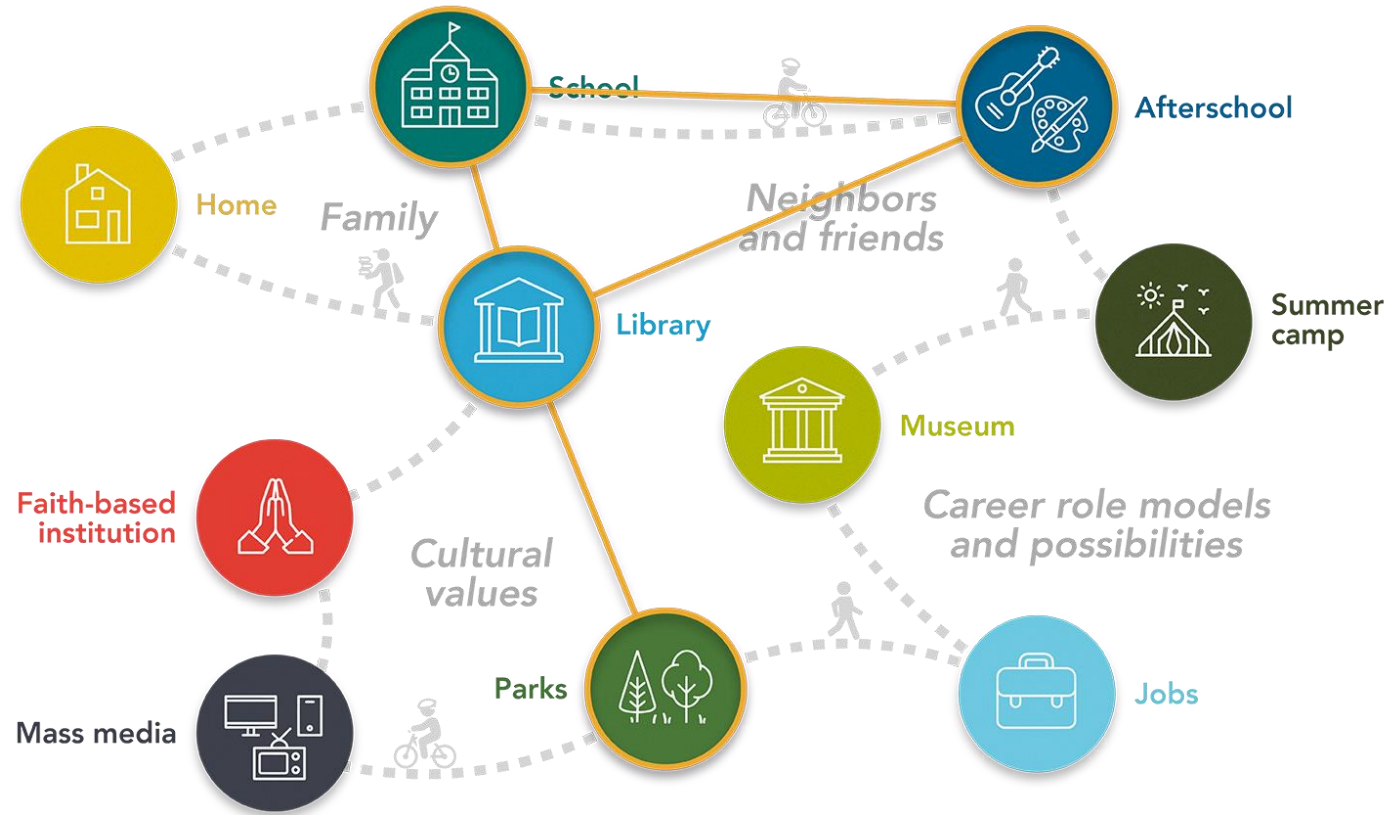 School
Afterschool
Home
Family
Neighbors
and friends
Library
Summer
camp
Museum
Faith-based
institution
Career role models
and possibilities
Cultural
values
Parks
Jobs
Mass media